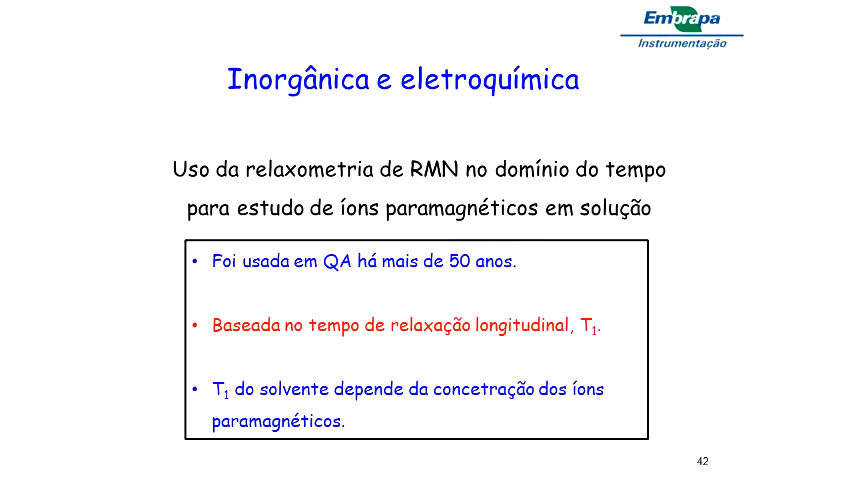 Embrapa
Instrumentação
Inorgânica e eletroquímica
Uso da relaxometria de RMN no domínio do tempo
para estudo de íons paramagnéticos em solução
• Foi usada em QA há mais de 50 anos.
• Baseada no tempo de relaxação longitudinal, T₁.
• T₁ do solvente depende da concetração dos íons
paramagnéticos.
42